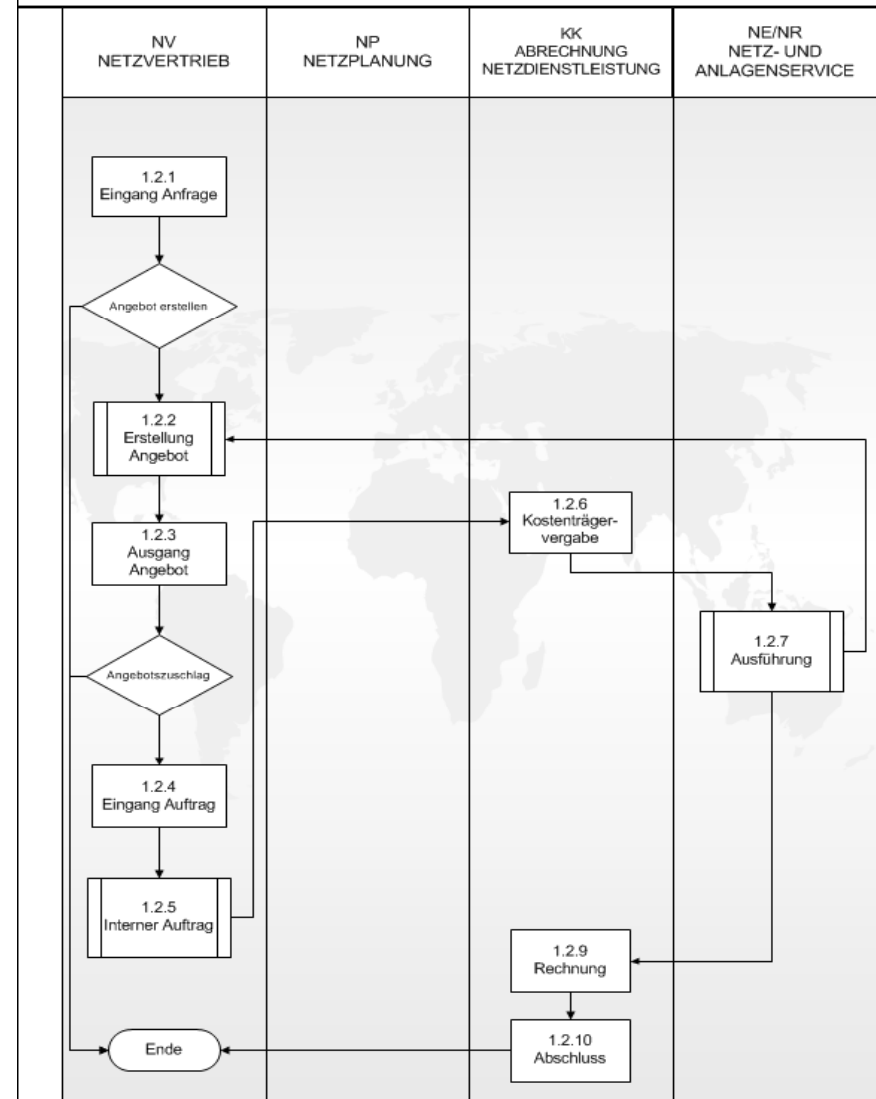 NV
NETZVERTRIEB
NP
NETZPLANUNG
KK
ABRECHNUNG
NETZDIENSTLEISTUNG
NE/NR
NETZ- UND
ANLAGENSERVICE
1.2.1
Eingang Anfrage
Angebot erstellen
1.2.2
Erstellung
Angebot
1.2.3
Ausgang
Angebot
1.2.6
Kostenträger-
vergabe
1.2.7
Ausführung
Angebotszuschlag
1.2.4
Eingang Auftrag
1.2.5
Interner Auftrag
1.2.9
Rechnung
1.2.10
Abschluss
Ende